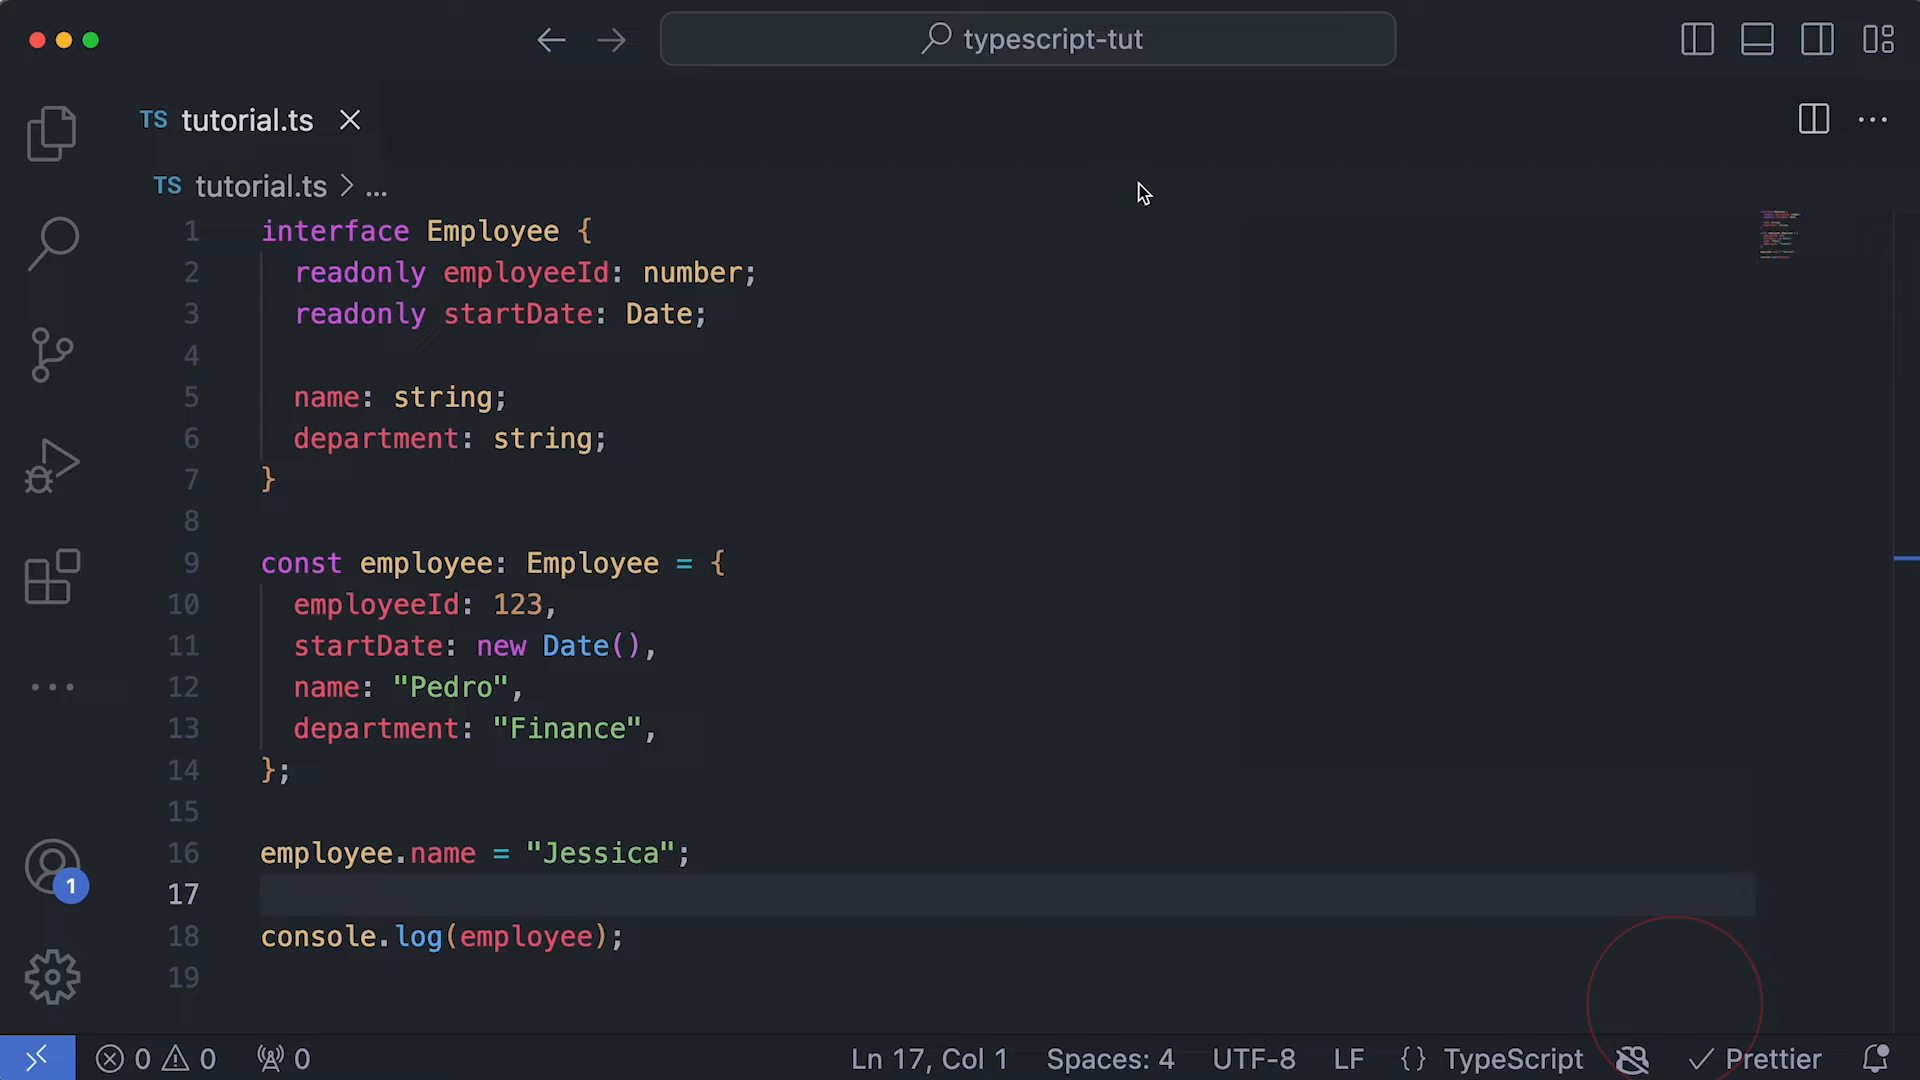 typescript-tut
TS tutorial.ts
TS tutorial.ts > ...
1 interface Employee {
2   readonly employeeId: number;
3   readonly startDate: Date;
4
5   name: string;
6   department: string;
7 }
8
9 const employee: Employee = {
10   employeeId: 123,
11   startDate: new Date(),
12   name: "Pedro",
13   department: "Finance",
14 };
15
16 employee.name = "Jessica";
17
18 console.log(employee);
19
1
0 0 0 Ln 17, Col 1 Spaces: 4 UTF-8 LF {} TypeScript Prettier